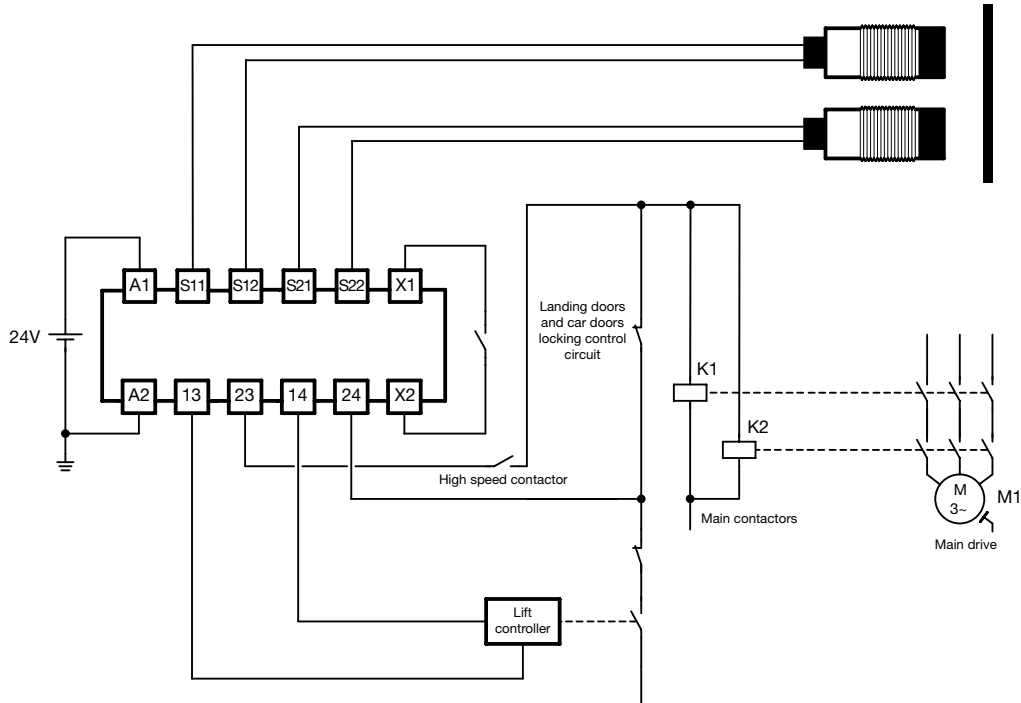 A1
S11
S12
S21
S22
X1
24V
Landing doors
and car doors
locking control
circuit
K1
A2
13
23
14
24
X2
K2
High speed contactor
M
3~
M1
Main contactors
Main drive
Lift
controller